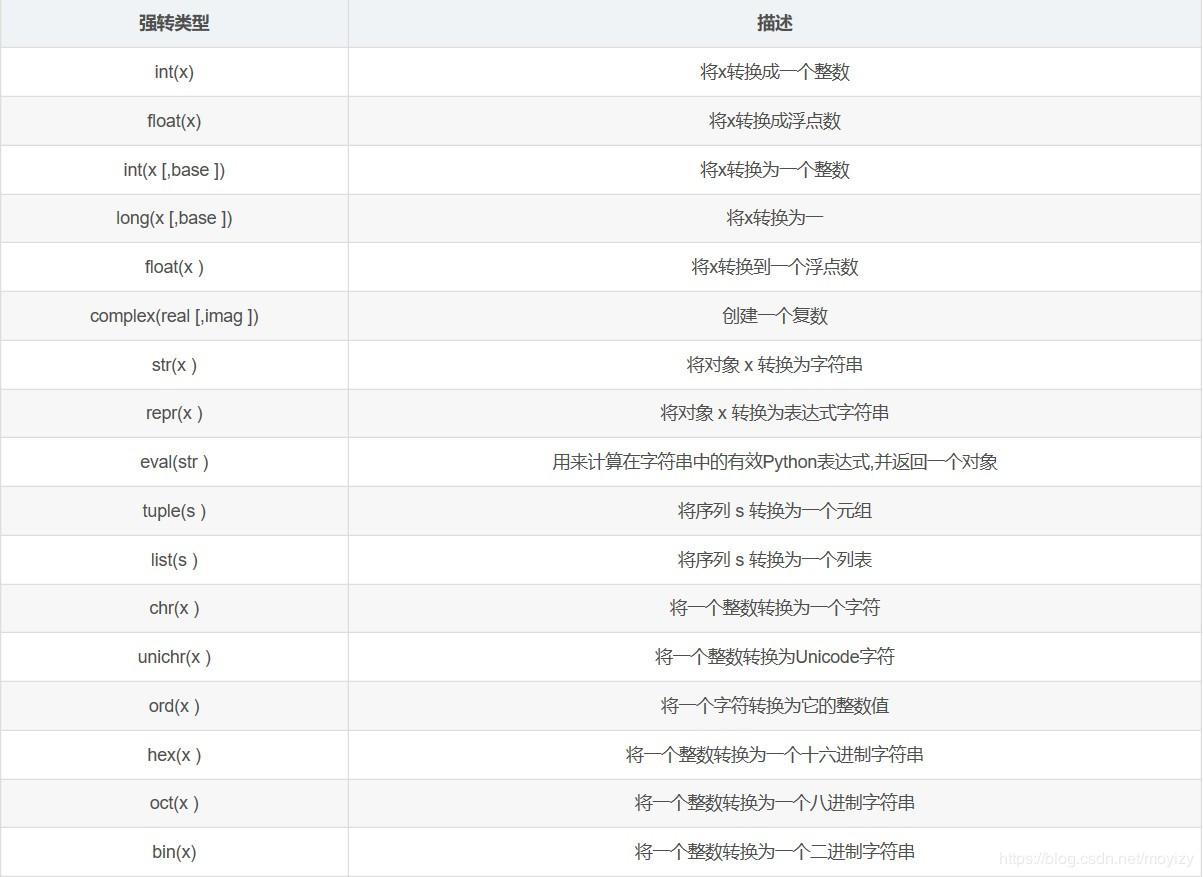 强转类型 描述
int(x) 将x转换成一个整数
float(x) 将x转换成浮点数
int(x [,base ]) 将x转换为一个整数
long(x [,base ]) 将x转换为一
float(x ) 将x转换到一个浮点数
complex(real [,imag ]) 创建一个复数
str(x ) 将对象 x 转换为字符串
repr(x ) 将对象 x 转换为表达式字符串
eval(str ) 用来计算在字符串中的有效Python表达式,并返回一个对象
tuple(s ) 将序列 s 转换为一个元组
list(s ) 将序列 s 转换为一个列表
chr(x ) 将一个整数转换为一个字符
unichr(x ) 将一个整数转换为Unicode字符
ord(x ) 将一个字符转换为它的整数值
hex(x ) 将一个整数转换为一个十六进制字符串
oct(x ) 将一个整数转换为一个八进制字符串
bin(x) 将一个整数转换为一个二进制字符串
https://blog.csdn.net/moyizy